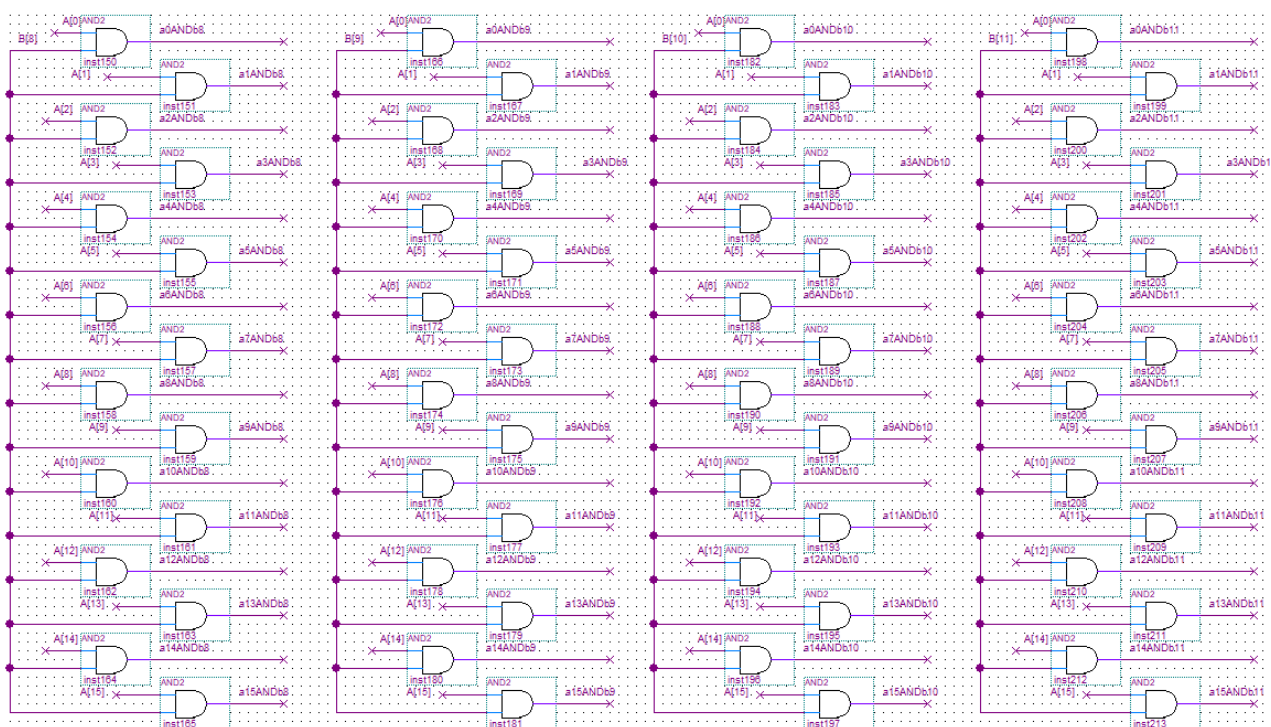 A[0] AND2 a0ANDb8
B[8]
inst150
A[1] AND2 a1ANDb8
inst151
A[2] AND2 a2ANDb8
inst152
A[3] AND2 a3ANDb8
inst153
A[4] AND2 a4ANDb8
inst154
A[5] AND2 a5ANDb8
inst155
A[6] AND2 a6ANDb8
inst156
A[7] AND2 a7ANDb8
inst157
A[8] AND2 a8ANDb8
inst158
A[9] AND2 a9ANDb8
inst159
A[10] AND2 a10ANDb8
inst160
A[11] AND2 a11ANDb8
inst161
A[12] AND2 a12ANDb8
inst162
A[13] AND2 a13ANDb8
inst163
A[14] AND2 a14ANDb8
inst164
A[15] AND2 a15ANDb8
inst165
A[0] AND2 a0ANDb9
B[9]
inst166
A[1] AND2 a1ANDb9
inst167
A[2] AND2 a2ANDb9
inst168
A[3] AND2 a3ANDb9
inst169
A[4] AND2 a4ANDb9
inst170
A[5] AND2 a5ANDb9
inst171
A[6] AND2 a6ANDb9
inst172
A[7] AND2 a7ANDb9
inst173
A[8] AND2 a8ANDb9
inst174
A[9] AND2 a9ANDb9
inst175
A[10] AND2 a10ANDb9
inst176
A[11] AND2 a11ANDb9
inst177
A[12] AND2 a12ANDb9
inst178
A[13] AND2 a13ANDb9
inst179
A[14] AND2 a14ANDb9
inst180
A[15] AND2 a15ANDb9
inst181
A[0] AND2 a0ANDb10
B[10]
inst182
A[1] AND2 a1ANDb10
inst183
A[2] AND2 a2ANDb10
inst184
A[3] AND2 a3ANDb10
inst185
A[4] AND2 a4ANDb10
inst186
A[5] AND2 a5ANDb10
inst187
A[6] AND2 a6ANDb10
inst188
A[7] AND2 a7ANDb10
inst189
A[8] AND2 a8ANDb10
inst190
A[9] AND2 a9ANDb10
inst191
A[10] AND2 a10ANDb10
inst192
A[11] AND2 a11ANDb10
inst193
A[12] AND2 a12ANDb10
inst194
A[13] AND2 a13ANDb10
inst195
A[14] AND2 a14ANDb10
inst196
A[15] AND2 a15ANDb10
inst197
A[0] AND2 a0ANDb11
B[11]
inst198
A[1] AND2 a1ANDb11
inst199
A[2] AND2 a2ANDb11
inst200
A[3] AND2 a3ANDb1
inst201
A[4] AND2 a4ANDb11
inst202
A[5] AND2 a5ANDb11
inst203
A[6] AND2 a6ANDb11
inst204
A[7] AND2 a7ANDb11
inst205
A[8] AND2 a8ANDb11
inst206
A[9] AND2 a9ANDb11
inst207
A[10] AND2 a10ANDb11
inst208
A[11] AND2 a11ANDb11
inst209
A[12] AND2 a12ANDb11
inst210
A[13] AND2 a13ANDb11
inst211
A[14] AND2 a14ANDb11
inst212
A[15] AND2 a15ANDb11
inst213